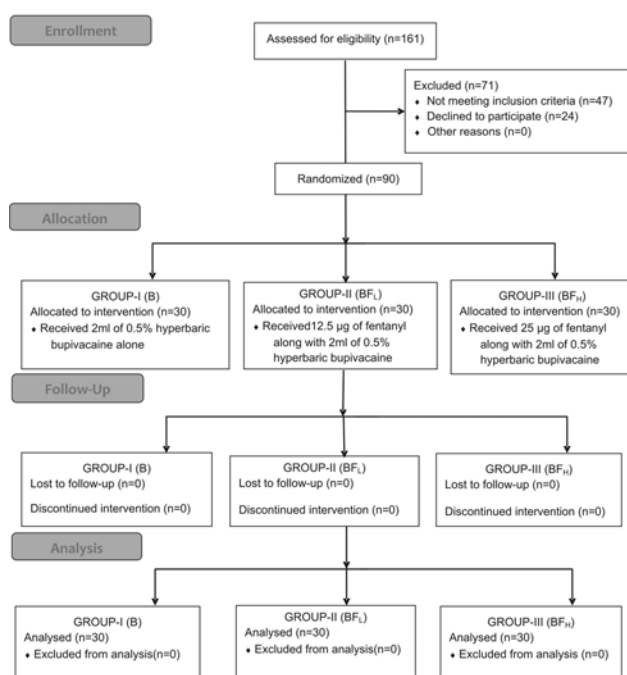 Enrollment
Assessed for eligibility (n=161)
Excluded (n=71)
♦ Not meeting inclusion criteria (n=47)
♦ Declined to participate (n=24)
♦ Other reasons (n=0)
Randomized (n=90)
Allocation
GROUP-I (B)
Allocated to intervention (n=30)
♦ Received 2ml of 0.5% hyperbaric
bupivacaine alone
GROUP-II (BFL)
Allocated to intervention (n=30)
♦ Received12.5 µg of fentanyl
along with 2ml of 0.5%
hyperbaric bupivacaine
GROUP-III (BFH)
Allocated to intervention (n=30)
♦ Received 25 µg of fentanyl
along with 2ml of 0.5%
hyperbaric bupivacaine
Follow-Up
GROUP-I (B)
Lost to follow-up (n=0)
Discontinued intervention (n=0)
GROUP-II (BFL)
Lost to follow-up (n=0)
Discontinued intervention (n=0)
GROUP-III (BFH)
Lost to follow-up (n=0)
Discontinued intervention (n=0)
Analysis
GROUP-I (B)
Analysed (n=30)
♦ Excluded from analysis(n=0)
GROUP-II (BFL)
Analysed (n=30)
♦ Excluded from analysis(n=0)
GROUP-III (BFH)
Analysed (n=30)
♦ Excluded from analysis (n=0)